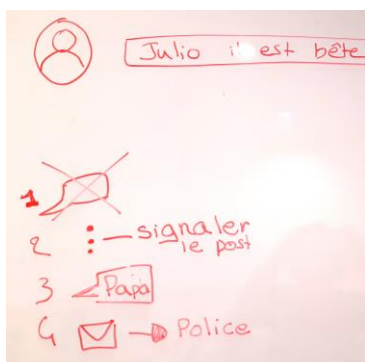 Julio il est bête
1
2 signaler
le post
3 Papa
4 Police